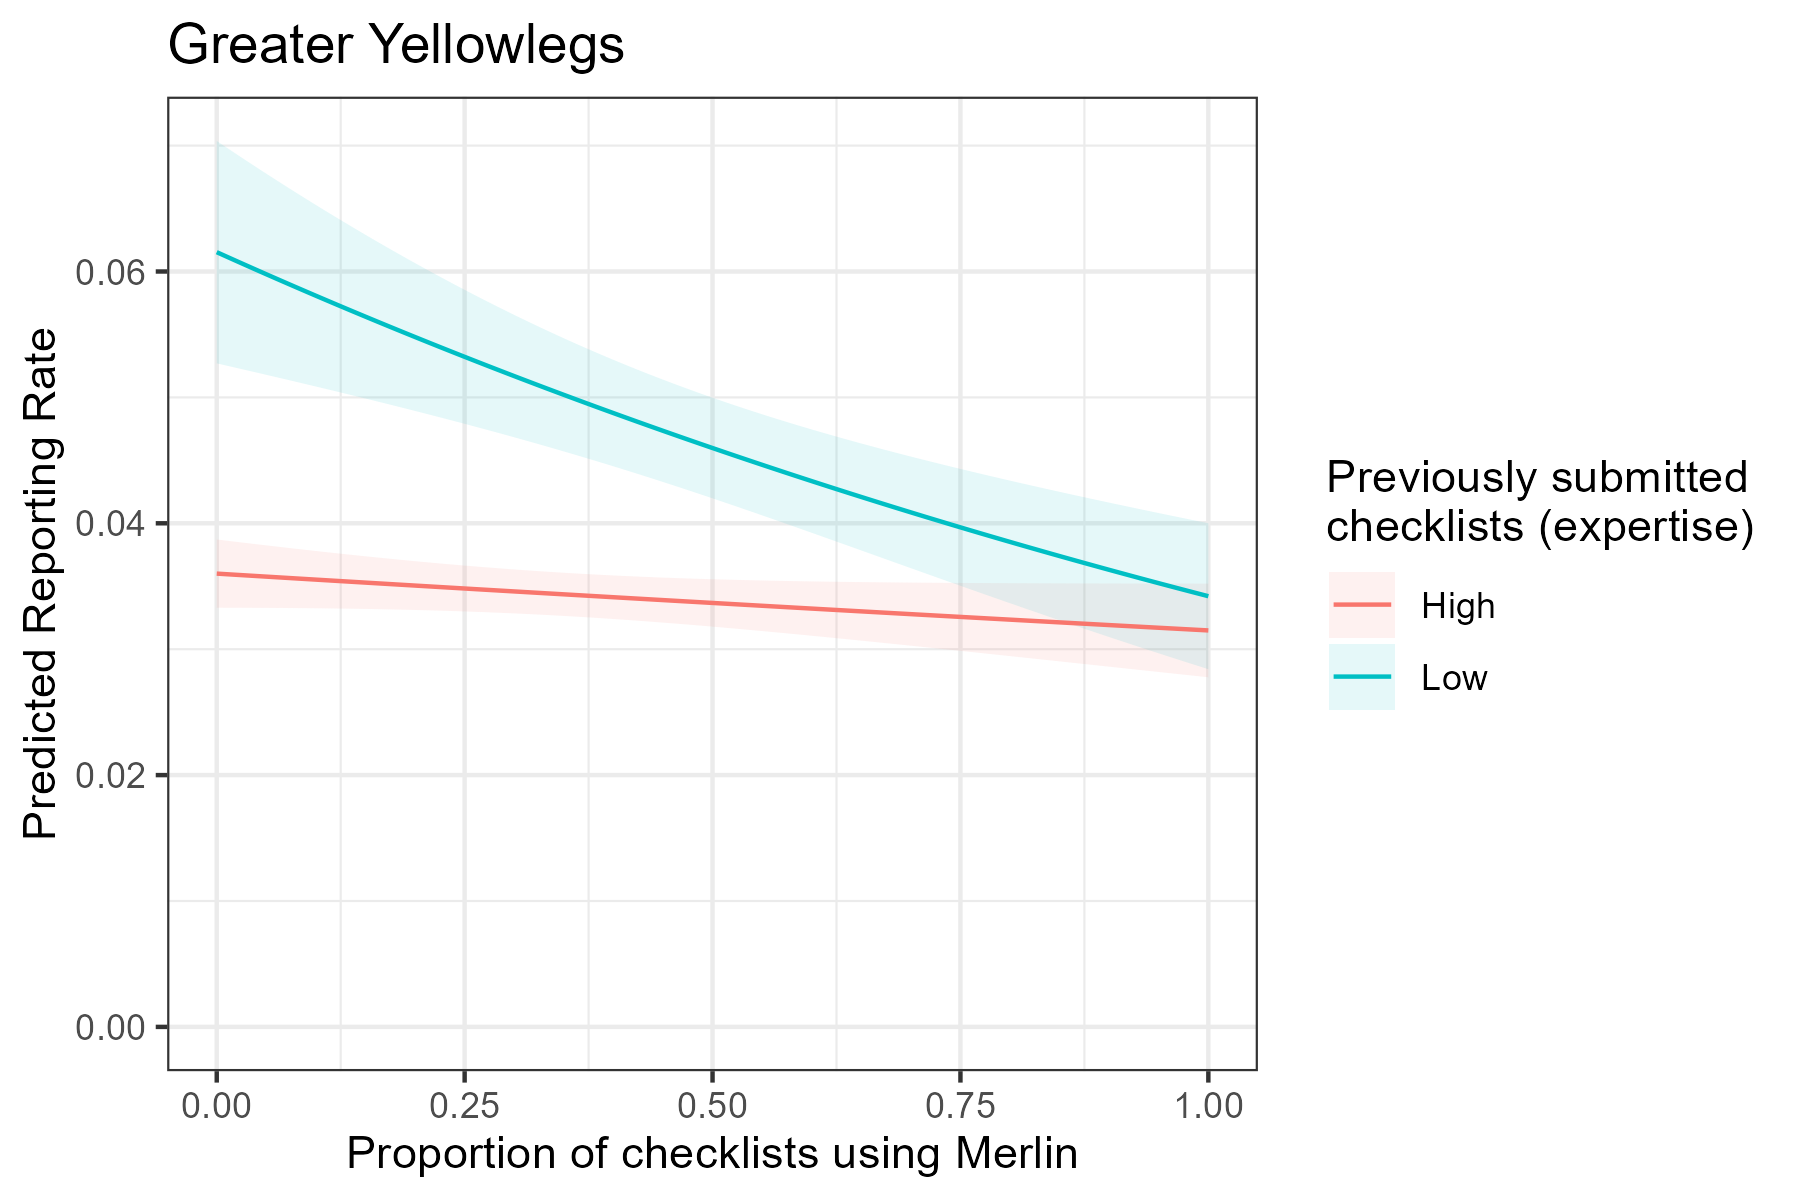 Greater Yellowlegs
Predicted Reporting Rate
0.06
0.04
0.02
0.00
0.00 0.25 0.50 0.75 1.00
Proportion of checklists using Merlin
Previously submitted
checklists (expertise)
High
Low